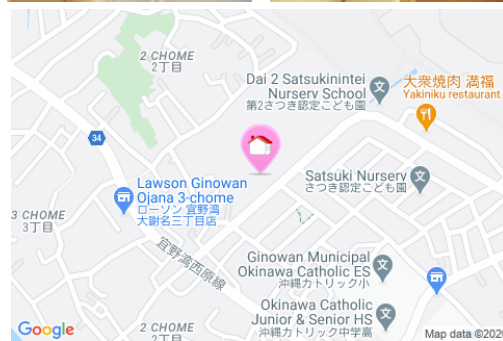 2 CHOME
2丁目
Dai 2 Satsukinintei
Nursery School
第2さつき認定こども園
大衆焼肉 満福
Yakiniku restaurant
34
Lawson Ginowan
Ojana 3-chome
ローソン 宜野湾
大謝名三丁目店
Satsuki Nursery
さつき認定こども園
3 CHOME
3丁目
宜野湾西原線
Ginowan Municipal
Okinawa Catholic ES
沖縄カトリック小
Okinawa Catholic
Junior & Senior HS
沖縄カトリック中学高
2 CHOME
2丁目
Google
Map data ©202